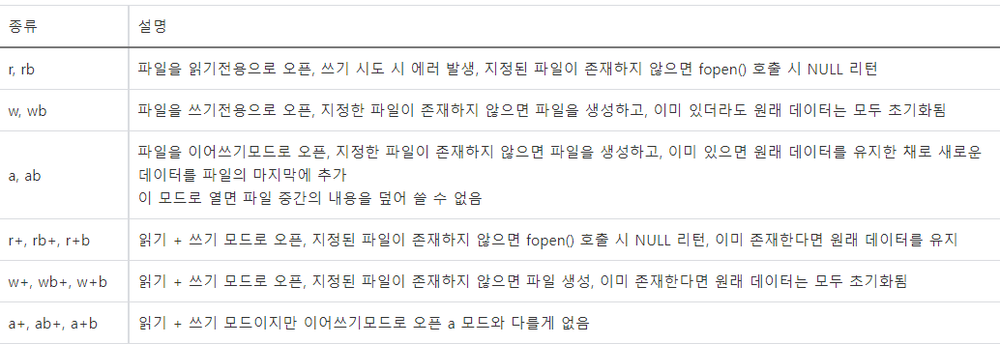 종류 설명
r, rb 파일을 읽기전용으로 오픈, 쓰기 시도 시 에러 발생, 지정된 파일이 존재하지 않으면 fopen() 호출 시 NULL 리턴
w, wb 파일을 쓰기전용으로 오픈, 지정한 파일이 존재하지 않으면 파일을 생성하고, 이미 있더라도 원래 데이터는 모두 초기화됨
a, ab 파일을 이어쓰기모드로 오픈, 지정한 파일이 존재하지 않으면 파일을 생성하고, 이미 있으면 원래 데이터를 유지한 채로 새로운
데이터를 파일의 마지막에 추가
이 모드로 열면 파일 중간의 내용을 덮어 쓸 수 없음
r+, rb+, r+b 읽기 + 쓰기 모드로 오픈, 지정된 파일이 존재하지 않으면 fopen() 호출 시 NULL 리턴, 이미 존재한다면 원래 데이터를 유지
w+, wb+, w+b 읽기 + 쓰기 모드로 오픈, 지정된 파일이 존재하지 않으면 파일 생성, 이미 존재한다면 원래 데이터는 모두 초기화됨
a+, ab+, a+b 읽기 + 쓰기 모드이지만 이어쓰기모드로 오픈 a 모드와 다를게 없음